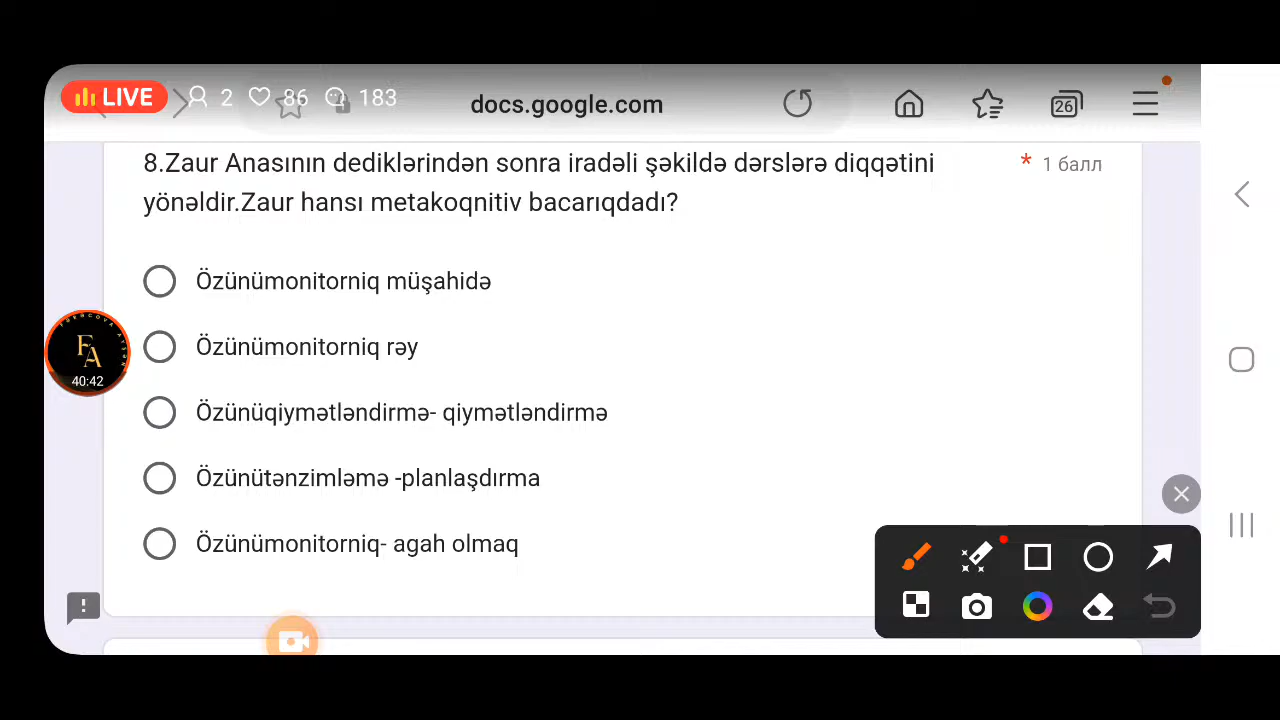 LIVE 2 86 183
docs.google.com
26
8.Zaur Anasının dediklərindən sonra iradəli şəkildə dərslərə diqqətini
yönəldir.Zaur hansı metakoqnitiv bacarıqdadı?
* 1 балл
Özünümonitorniq müşahidə
Özünümonitorniq rəy
FA
40:42
Özünüqiymətləndirmə- qiymətləndirmə
Özünütənzimləmə -planlaşdırma
Özünümonitorniq- agah olmaq